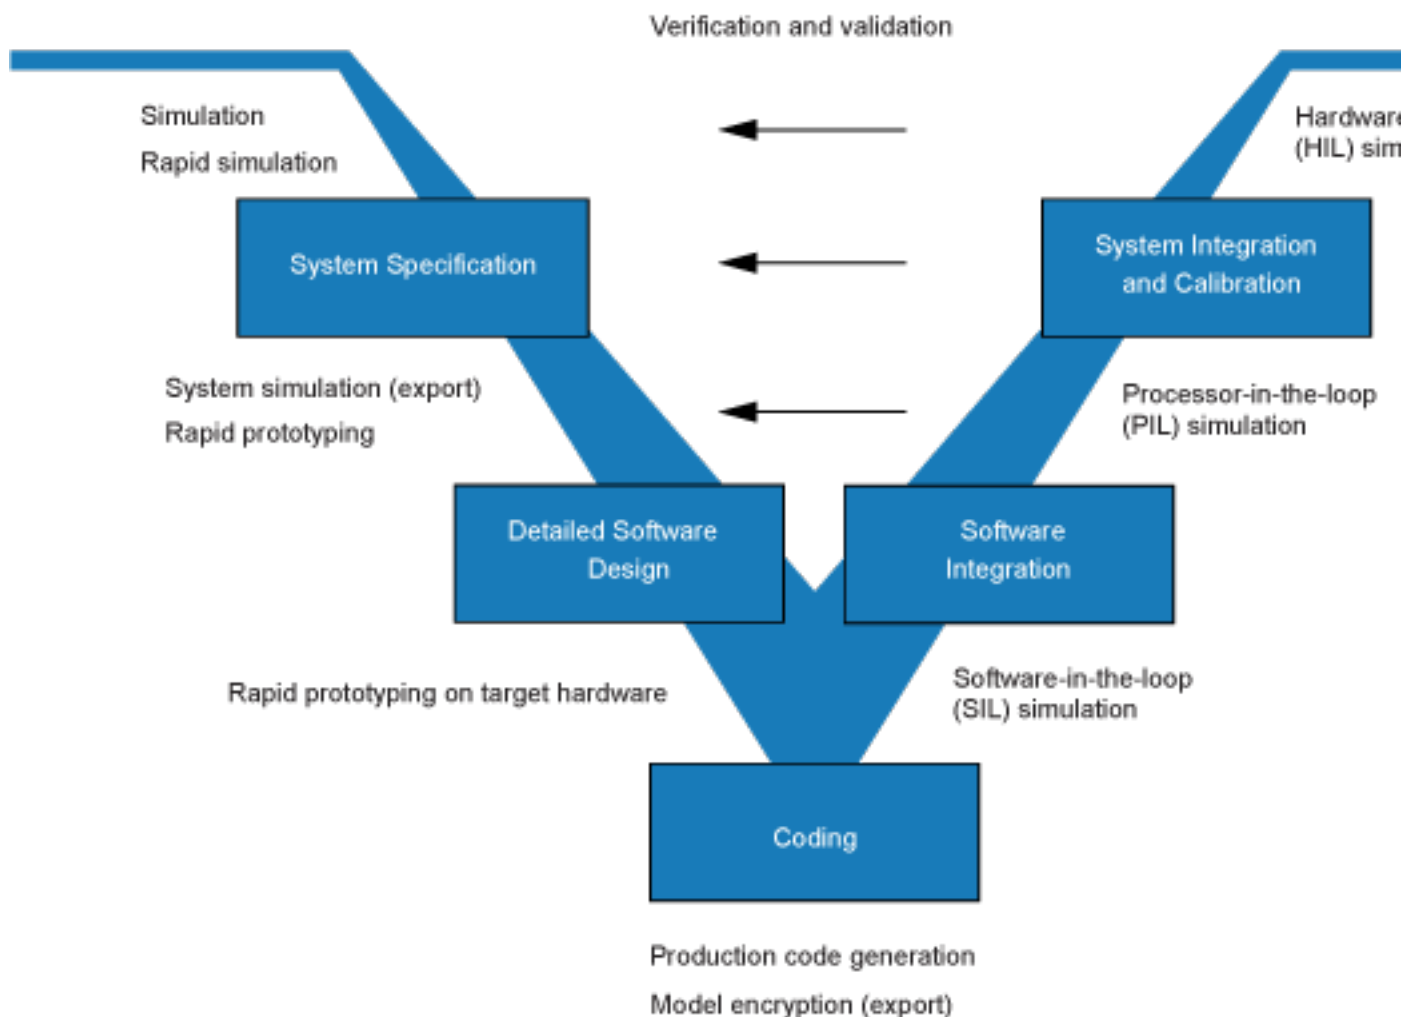 Verification and validation
Simulation
Rapid simulation
Hardware
(HIL) sim
System Specification
System Integration
and Calibration
System simulation (export)
Rapid prototyping
Processor-in-the-loop
(PIL) simulation
Detailed Software
Design
Software
Integration
Rapid prototyping on target hardware
Software-in-the-loop
(SIL) simulation
Coding
Production code generation
Model encryption (export)